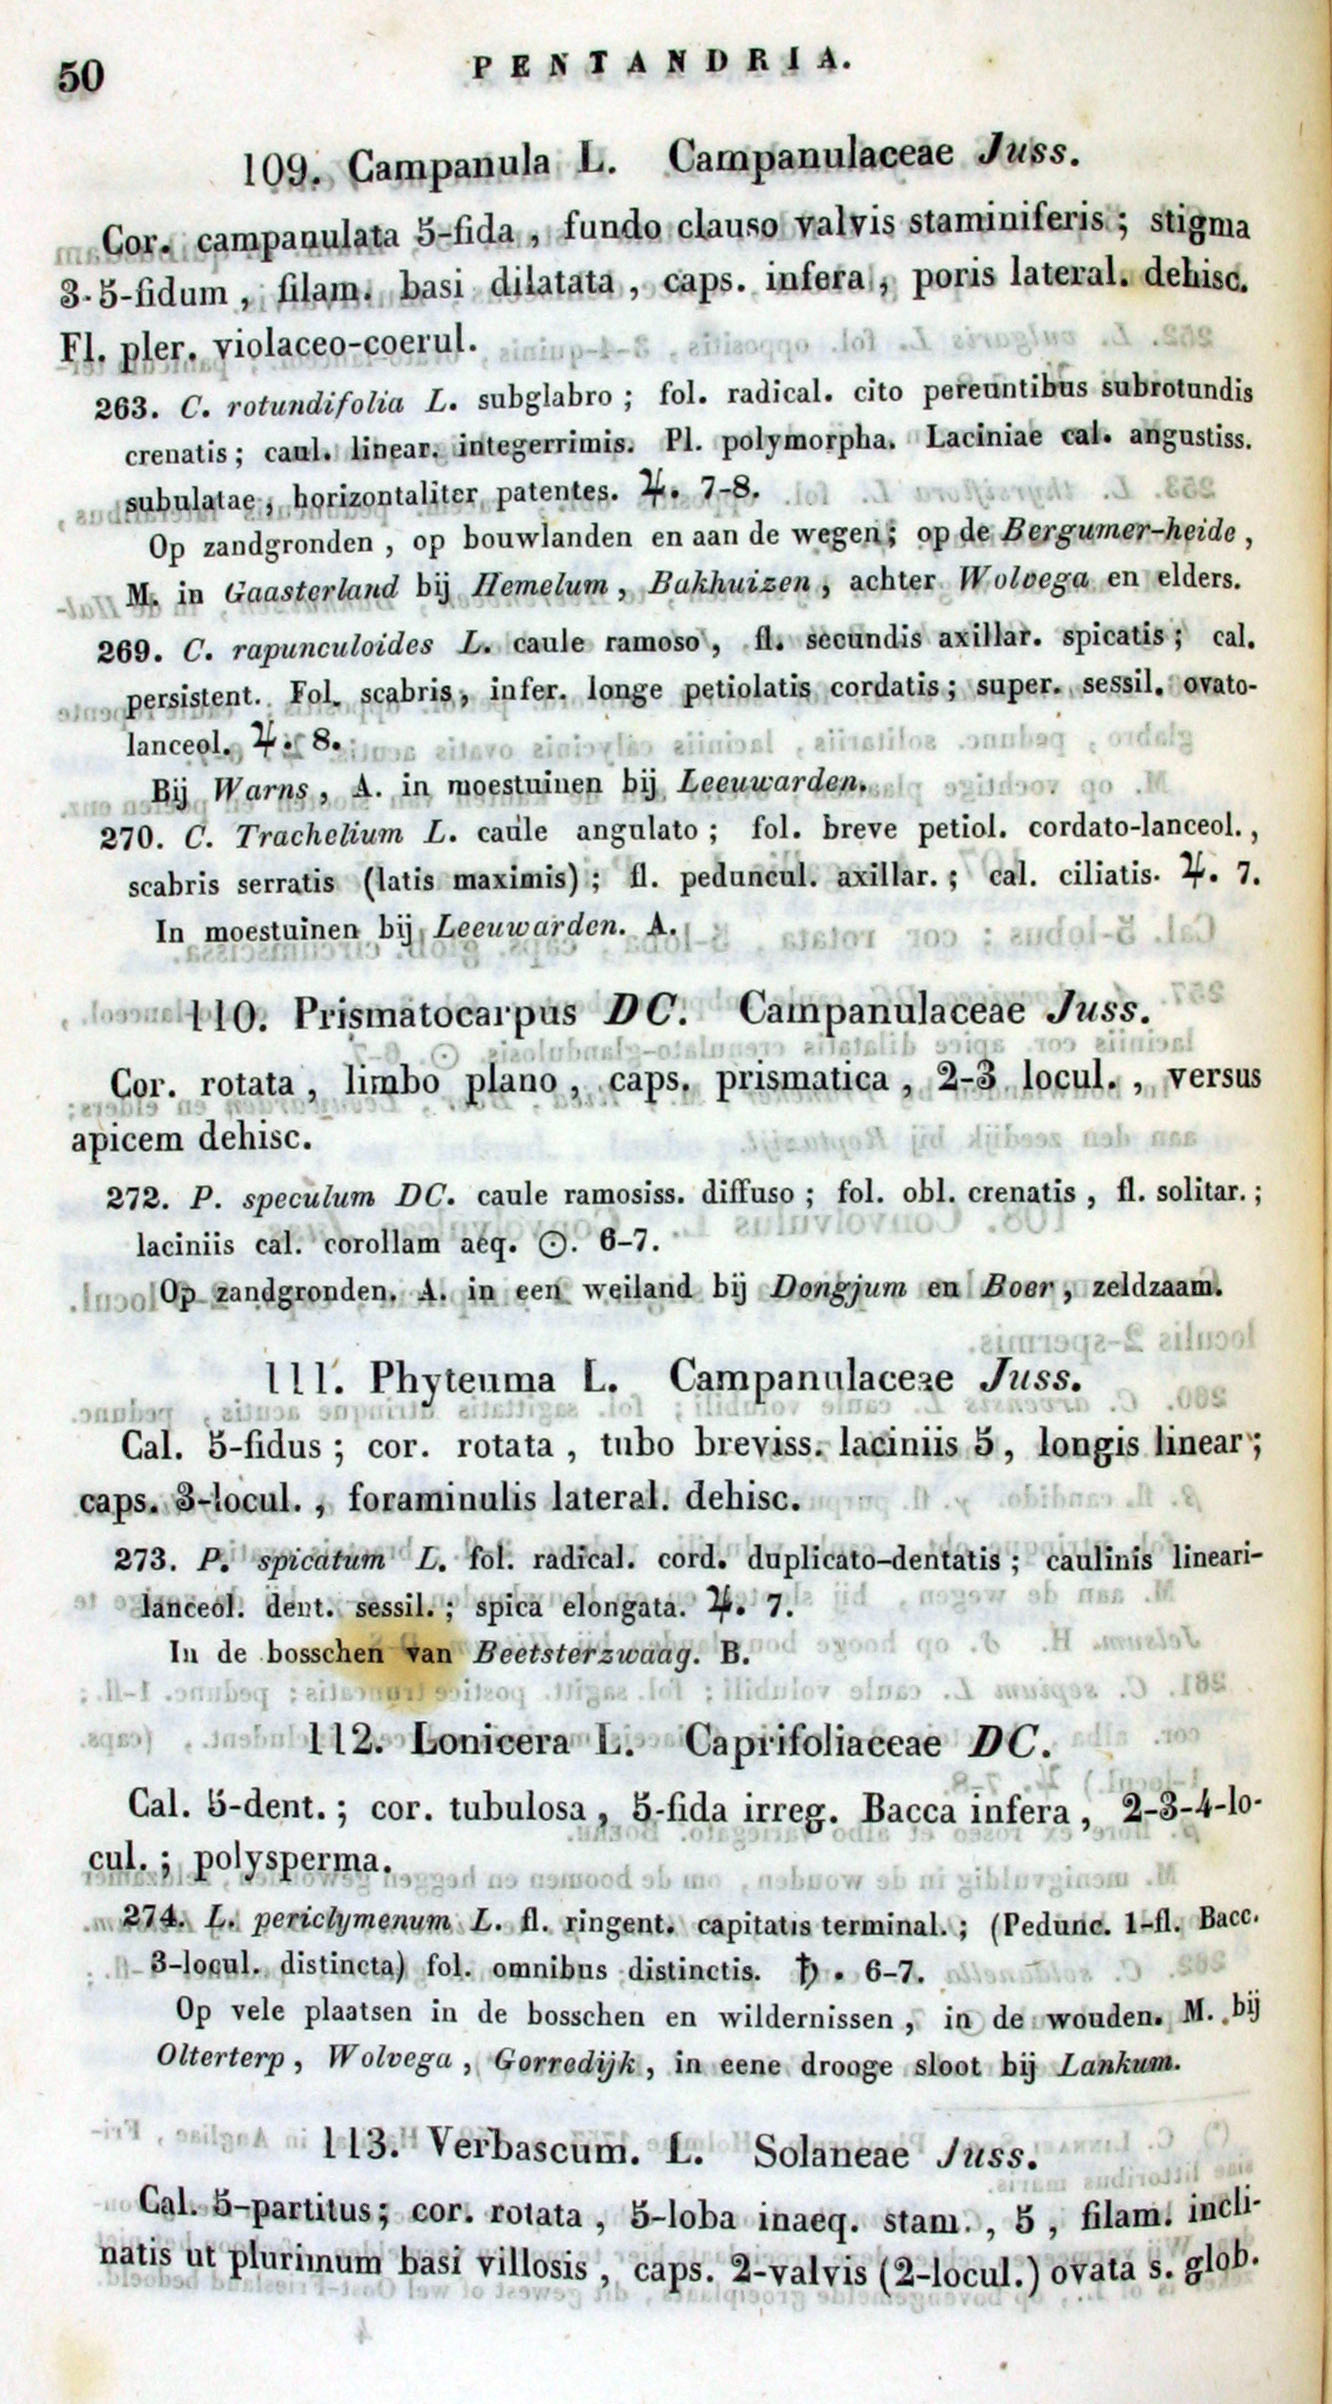 50
PENTANDRIA.
109. Campanula L. Campanulaceae Juss.
Cor. campanulata 5-fida, fundo clauso valvis staminiferis; stigma
3-5-fidum, filam. basi dilatata, caps. infera, poris lateral. dehisc.
Fl. pler. violaceo-coerul.
263. C. rotundifolia L. subglabro; fol. radical. cito pereuntibus subrotundis
crenatis; caul. linear. integerrimis. Pl. polymorpha. Laciniae cal. angustiss.
subulatae, horizontaliter patentes. ♃. 7-8.
Op zandgronden, op bouwlanden en aan de wegen; op de Bergumer-heide,
M. in Gaasterland bij Hemelum, Bakhuizen, achter Wolvega en elders.
269. C. rapunculoides L. caule ramoso, fl. secundis axillar. spicatis; cal.
persistent. Fol. scabris, infer. longe petiolatis cordatis; super. sessil. ovato-
lanceol. ♃. 8.
Bij Warns, A. in moestuinen bij Leeuwarden.
270. C. Trachelium L. caule angulato; fol. breve petiol. cordato-lanceol.,
scabris serratis (latis maximis); fl. peduncul. axillar.; cal. ciliatis. ♃. 7.
In moestuinen bij Leeuwarden. A.
110. Prismatocarpus DC. Campanulaceae Juss.
Cor. rotata, limbo plano, caps. prismatica, 2-3 locul., versus
apicem dehisc.
272. P. speculum DC. caule ramosiss. diffuso; fol. obl. crenatis, fl. solitar.;
laciniis cal. corollam aeq. ☉. 6-7.
Op zandgronden. A. in een weiland bij Dongjum en Boer, zeldzaam.
111. Phyteuma L. Campanulaceae Juss.
Cal. 5-fidus; cor. rotata, tubo breviss. laciniis 5, longis linear;
caps. 3-locul., foraminulis lateral. dehisc.
273. P. spicatum L. fol. radical. cord. duplicato-dentatis; caulinis lineari-
lanceol. dent. sessil.; spica elongata. ♃. 7.
In de bosschen van Beetsterzwaag. B.
112. Lonicera L. Caprifoliaceae DC.
Cal. 5-dent.; cor. tubulosa, 5-fida irreg. Bacca infera, 2-3-4-lo-
cul.; polysperma.
274. L. periclymenum L. fl. ringent. capitatis terminal.; (Pedunc. 1-fl. Bacc.
3-locul. distincta) fol. omnibus distinctis. ♄. 6-7.
Op vele plaatsen in de bosschen en wildernissen, in de wouden. M. bij
Olterterp, Wolvega, Gorredijk, in eene drooge sloot bij Lankum.
113. Verbascum. L. Solaneae Juss.
Cal. 5-partitus; cor. rotata, 5-loba inaeq. stam., 5, filam. incli-
natis ut plurimum basi villosis, caps. 2-valvis (2-locul.) ovata s. glob.